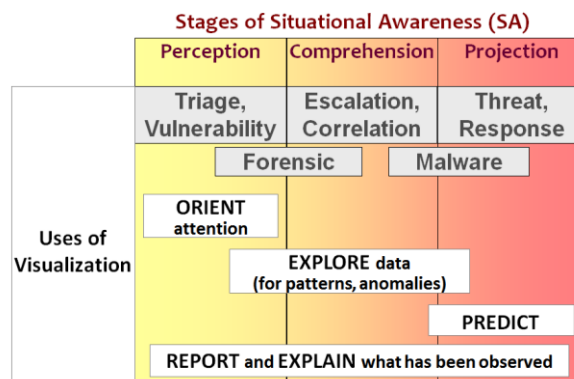 Stages of Situational Awareness (SA)
Perception Comprehension Projection
Triage, Escalation, Threat,
Vulnerability Correlation Response
Forensic Malware
ORIENT
attention
Uses of
Visualization
EXPLORE data
(for patterns, anomalies)
PREDICT
REPORT and EXPLAIN what has been observed